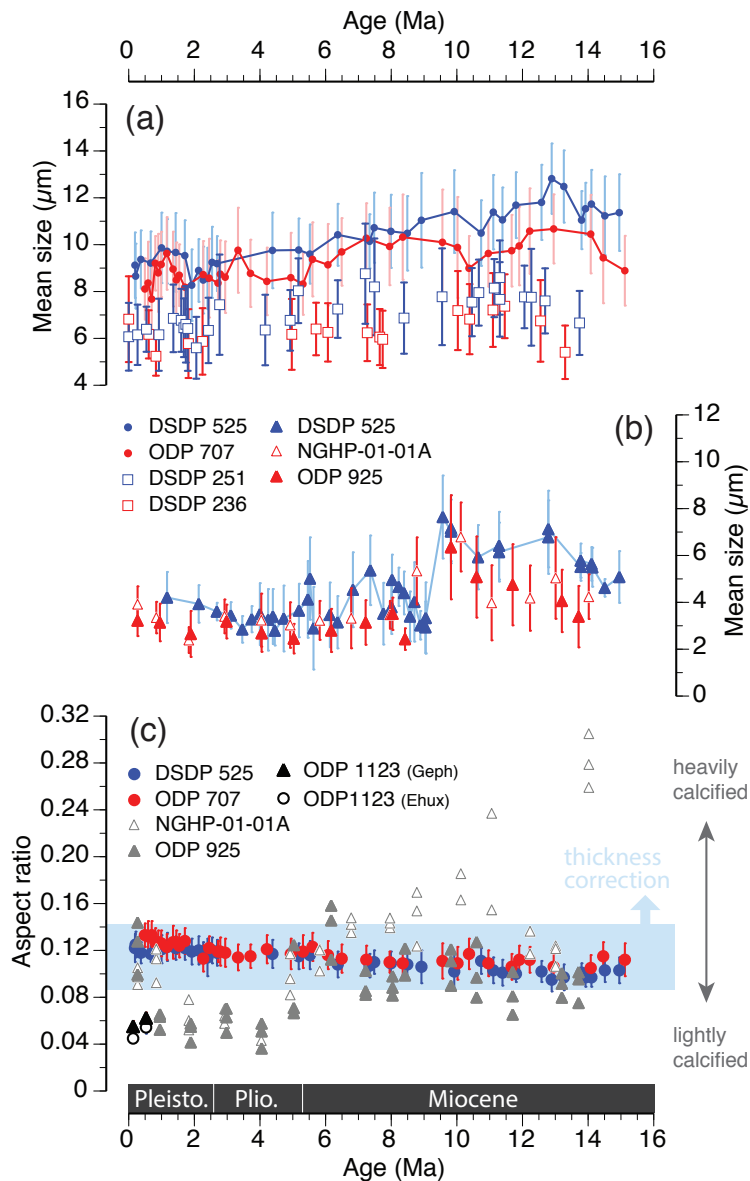 Age (Ma)
0 2 4 6 8 10 12 14 16
(a)
Mean size (µm)
16
14
12
10
8
6
4
DSDP 525
ODP 707
DSDP 251
DSDP 236
DSDP 525
NGHP-01-01A
ODP 925
(b)
Mean size (µm)
12
10
8
6
4
2
0
(c)
Aspect ratio
0.32
0.28
0.24
0.20
0.16
0.12
0.08
0.04
0
DSDP 525
ODP 707
NGHP-01-01A
ODP 925
ODP 1123 (Geph)
ODP1123 (Ehux)
thickness
correction
heavily
calcified
lightly
calcified
Pleisto. Plio. Miocene
0 2 4 6 8 10 12 14 16
Age (Ma)